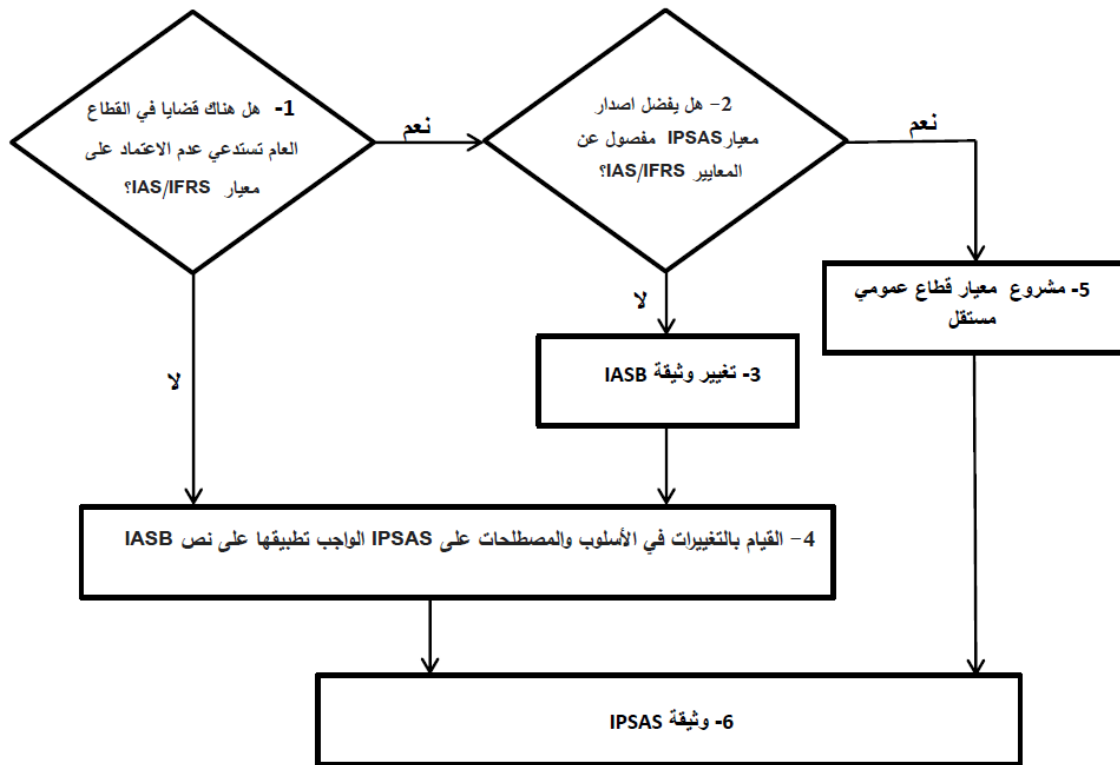 1- هل هناك قضايا في القطاع
العام تستدعي عدم الاعتماد على
معيار IAS/IFRS؟
نعم
2- هل يفضل اصدار
معيار IPSAS مفصول عن
المعايير IAS/IFRS؟
نعم
لا
لا
5- مشروع معيار قطاع عمومي
مستقل
3- تغيير وثيقة IASB
4- القيام بالتغييرات في الأسلوب والمصطلحات على IPSAS الواجب تطبيقها على نص IASB
6- وثيقة IPSAS